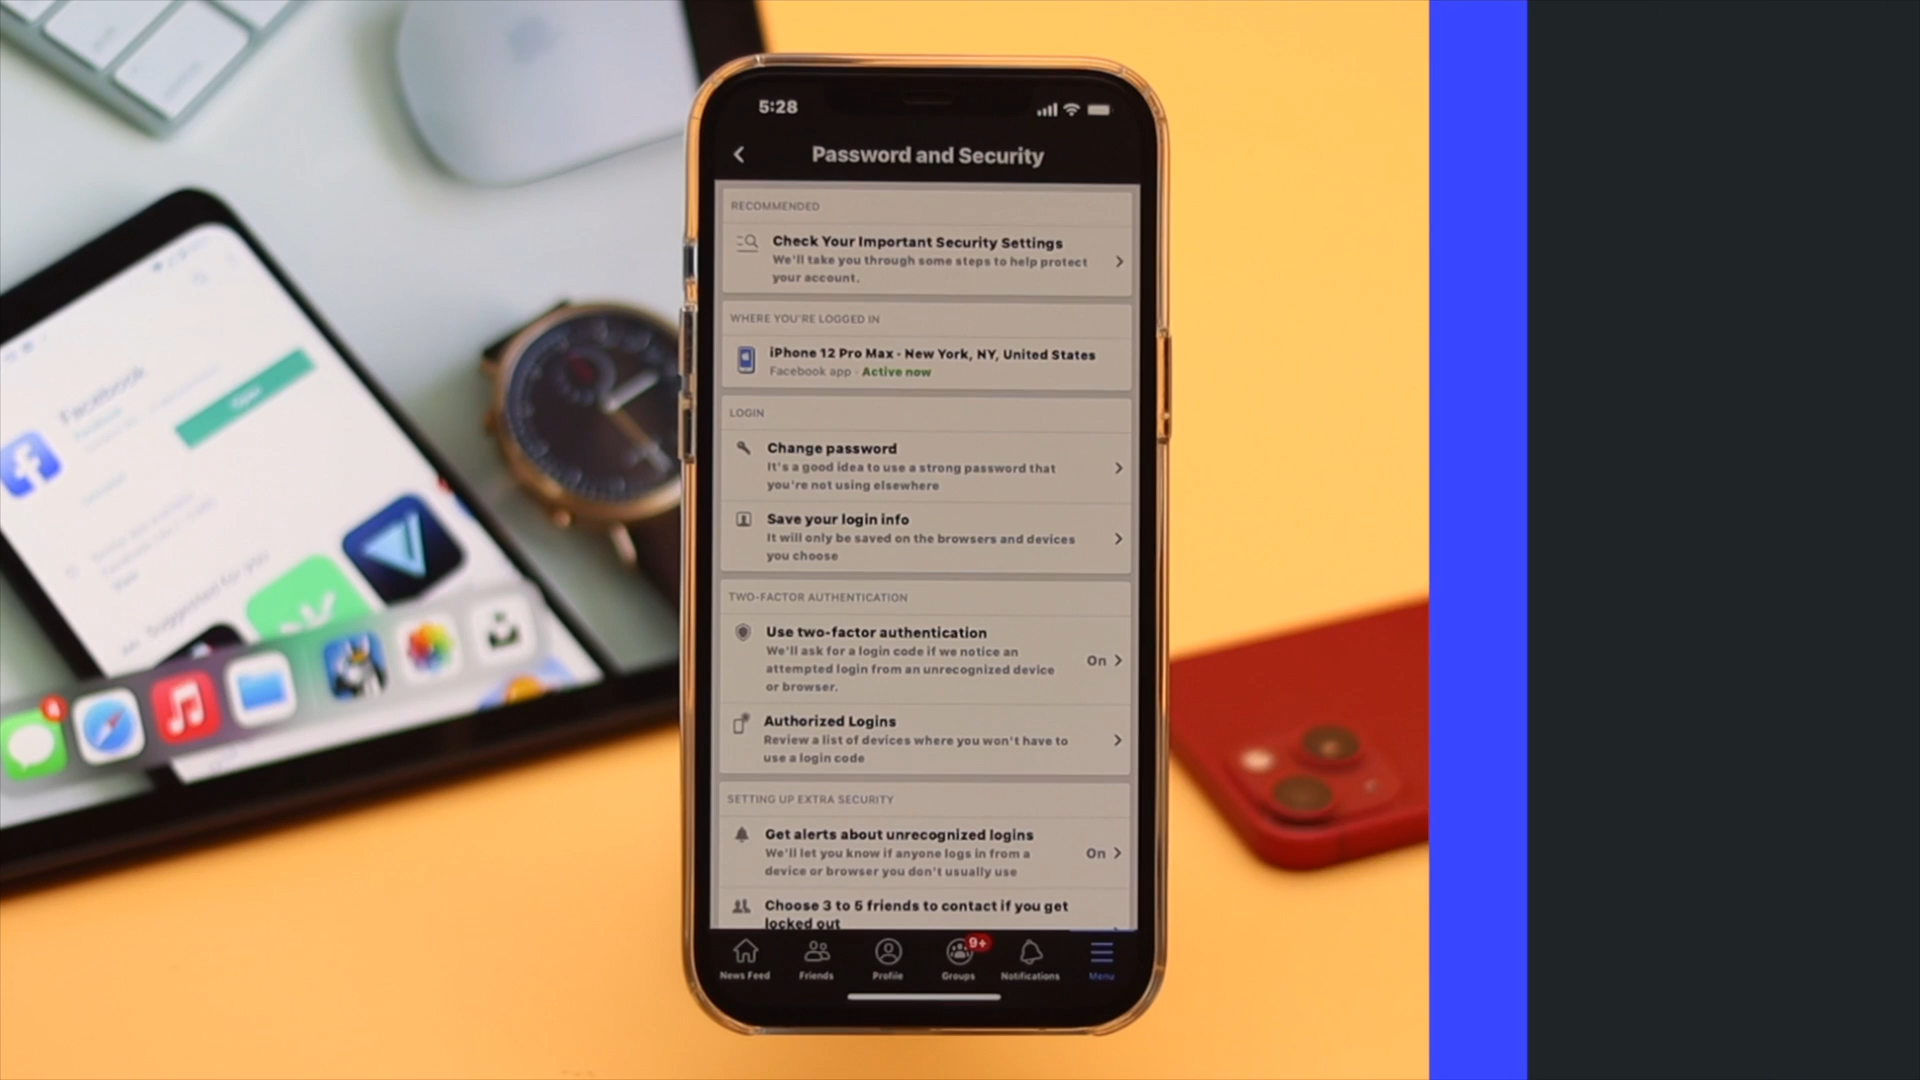 5:28
Password and Security
RECOMMENDED
Check Your Important Security Settings
We'll take you through some steps to help protect
your account.
WHERE YOU'RE LOGGED IN
iPhone 12 Pro Max - New York, NY, United States
Facebook app · Active now
LOGIN
Change password
It's a good idea to use a strong password that
you're not using elsewhere
Save your login info
It will only be saved on the browsers and devices
you choose
TWO-FACTOR AUTHENTICATION
Use two-factor authentication
We'll ask for a login code if we notice an
attempted login from an unrecognized device
or browser.
On
Authorized Logins
Review a list of devices where you won't have to
use a login code
SETTING UP EXTRA SECURITY
Get alerts about unrecognized logins
We'll let you know if anyone logs in from a
device or browser you don't usually use
On
Choose 3 to 5 friends to contact if you get
locked out
9+
News Feed Friends Profile Groups Notifications Menu
Facebook
Suggested for you